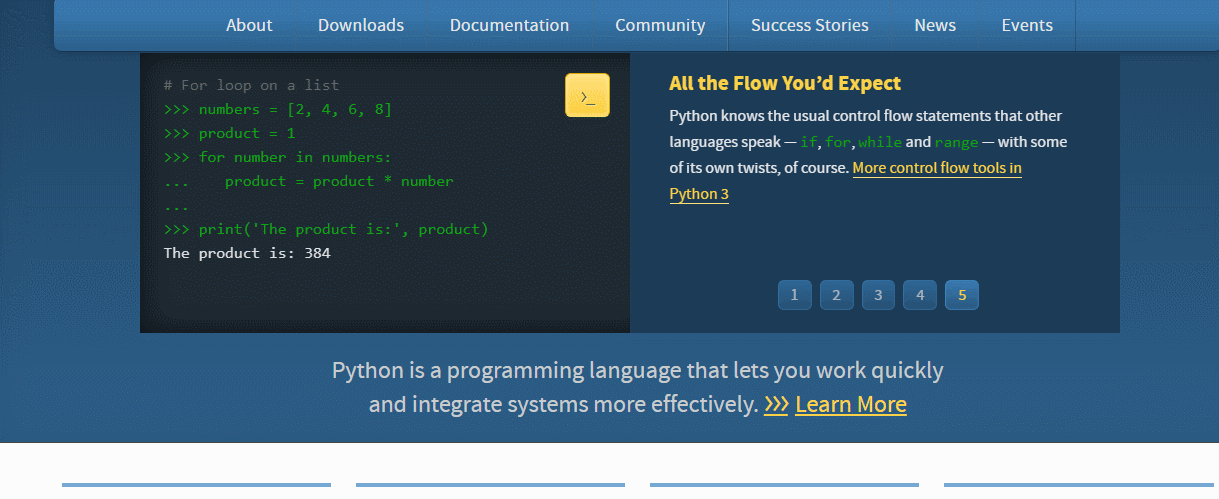 About Downloads Documentation Community Success Stories News Events
# For loop on a list
>>> numbers = [2, 4, 6, 8]
>>> product = 1
>>> for number in numbers:
...    product = product * number
...
>>> print('The product is:', product)
The product is: 384
>_
All the Flow You’d Expect
Python knows the usual control flow statements that other
languages speak — if, for, while and range — with some
of its own twists, of course. More control flow tools in
Python 3
1 2 3 4 5
Python is a programming language that lets you work quickly
and integrate systems more effectively. >>> Learn More